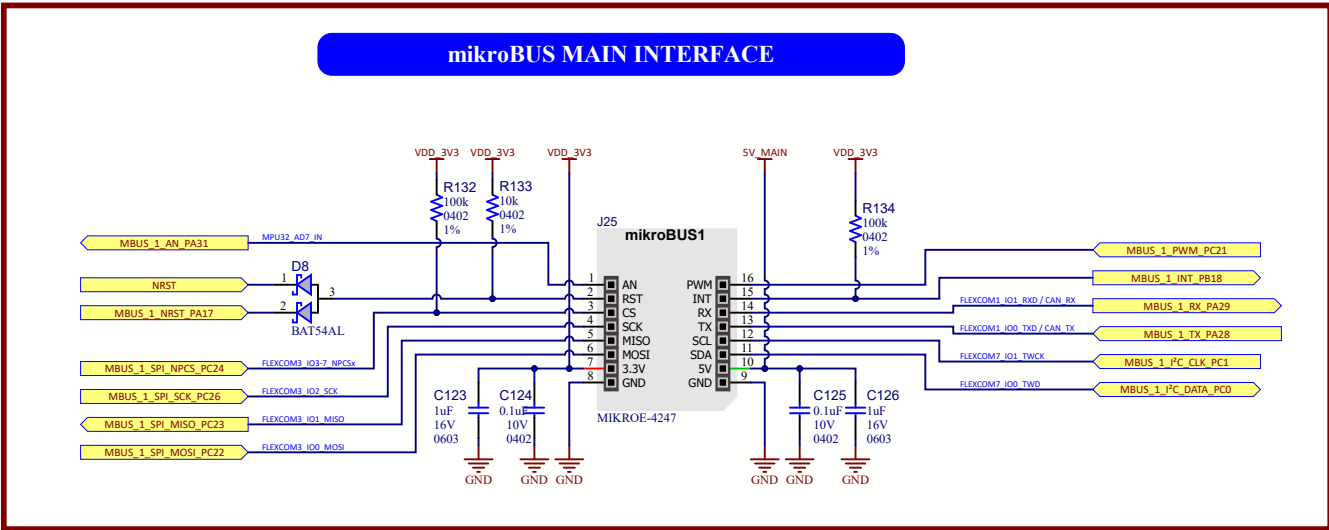 mikroBUS MAIN INTERFACE
VDD_3V3
VDD_3V3
VDD_3V3
5V_MAIN
VDD_3V3
R132
100k
0402
1%
R133
10k
0402
1%
R134
100k
0402
1%
J25
mikroBUS1
MBUS_1_AN_PA31
MPU32_AD7_IN
NRST
MBUS_1_NRST_PA17
D8
1
2
3
BAT54AL
MBUS_1_SPI_NPCS_PC24
FLEXCOM3_IO3-7_NPCSx
MBUS_1_SPI_SCK_PC26
FLEXCOM3_IO2_SCK
MBUS_1_SPI_MISO_PC23
FLEXCOM3_IO1_MISO
MBUS_1_SPI_MOSI_PC22
FLEXCOM3_IO0_MOSI
1 AN
2 RST
3 CS
4 SCK
5 MISO
6 MOSI
7 3.3V
8 GND
PWM 16
INT 15
RX 14
TX 13
SCL 12
SDA 11
5V 10
GND 9
MIKROE-4247
MBUS_1_PWM_PC21
MBUS_1_INT_PB18
FLEXCOM1_IO1_RXD / CAN_RX
MBUS_1_RX_PA29
FLEXCOM1_IO0_TXD / CAN_TX
MBUS_1_TX_PA28
FLEXCOM7_IO1_TWCK
MBUS_1_I²C_CLK_PC1
FLEXCOM7_IO0_TWD
MBUS_1_I²C_DATA_PC0
C123
1uF
16V
0603
C124
0.1uF
10V
0402
C125
0.1uF
10V
0402
C126
1uF
16V
0603
GND
GND
GND
GND
GND
GND